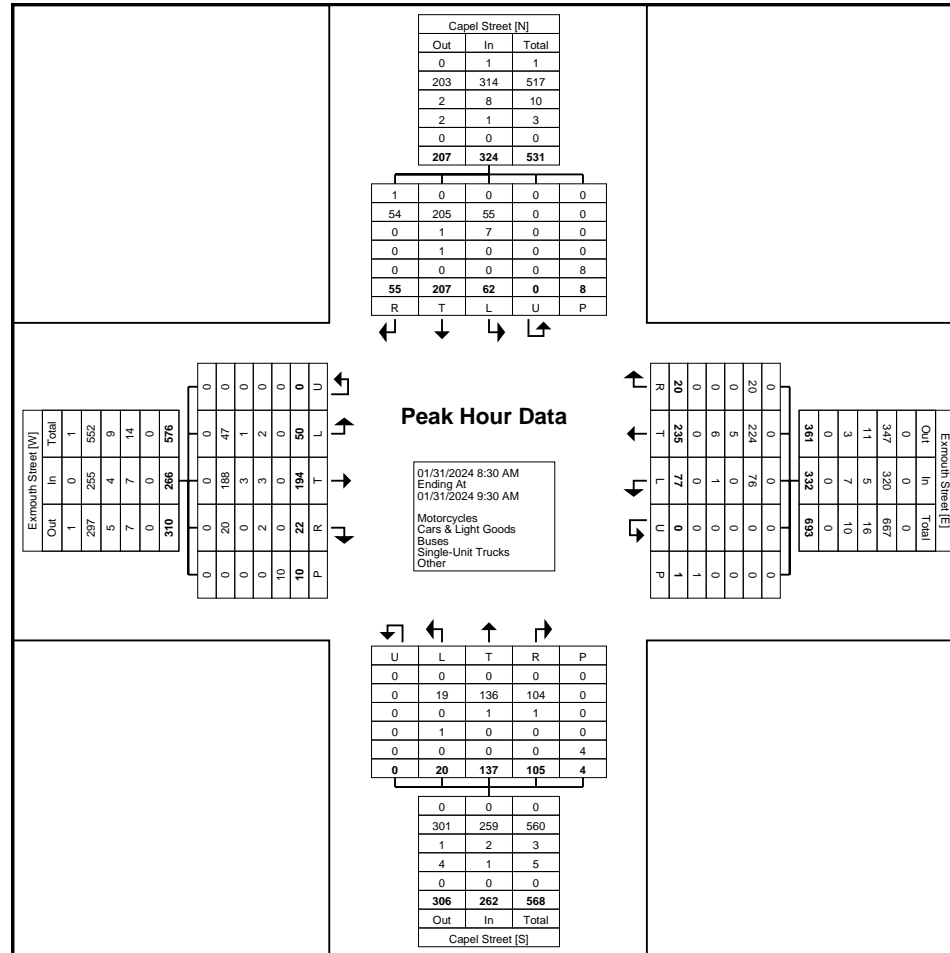 Capel Street [N]
Out In Total
0 1 1
203 314 517
2 8 10
2 1 3
0 0 0
207 324 531
1 0 0 0 0
54 205 55 0 0
0 1 7 0 0
0 1 0 0 0
0 0 0 0 8
55 207 62 0 8
R T L U P
Exmouth Street [W]
Out In Total
1 0 1
297 255 552
5 4 9
7 7 14
0 0 0
310 266 576
0 0 0 0 0
0 20 188 47 0
0 0 3 1 0
0 2 3 2 0
10 0 0 0 0
10 22 194 50 0
P R T L U
Peak Hour Data
01/31/2024 8:30 AM
Ending At
01/31/2024 9:30 AM
Motorcycles
Cars & Light Goods
Buses
Single-Unit Trucks
Other
Exmouth Street [E]
Out In Total
0 0 0
347 320 667
11 5 16
3 7 10
0 0 0
361 332 693
0 0 0 0 0
20 224 76 0 0
0 5 0 0 0
0 6 1 0 0
0 0 0 0 1
20 235 77 0 1
R T L U P
U L T R P
0 0 0 0 0
0 19 136 104 0
0 0 1 1 0
0 1 0 0 0
0 0 0 0 4
0 20 137 105 4
0 0 0
301 259 560
1 2 3
4 1 5
0 0 0
306 262 568
Out In Total
Capel Street [S]